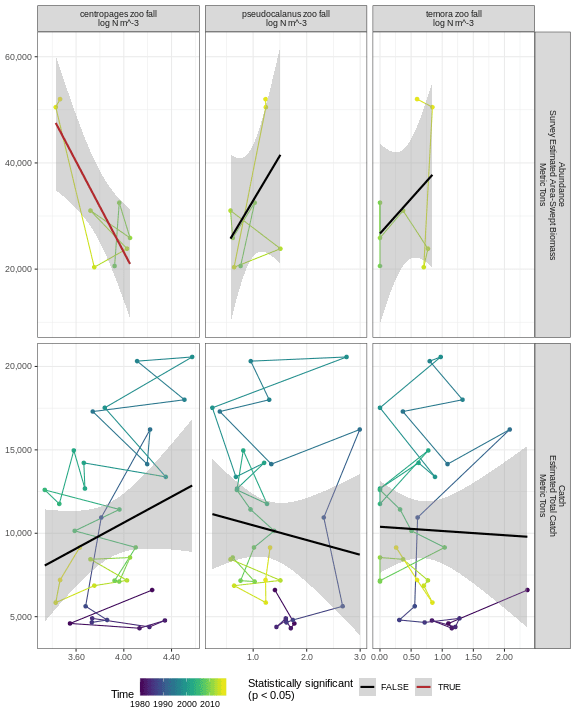 centropages zoo fall
log N m^-3
pseudocalanus zoo fall
log N m^-3
temora zoo fall
log N m^-3
60,000
40,000
20,000
Abundance
Survey Estimated Area-Swept Biomass
Metric Tons
20,000
15,000
10,000
5,000
Catch
Estimated Total Catch
Metric Tons
3.60 4.00 4.40
1.0 2.0 3.0
0.00 0.50 1.00 1.50 2.00
Time
1980 1990 2000 2010
Statistically significant
(p < 0.05)
FALSE TRUE